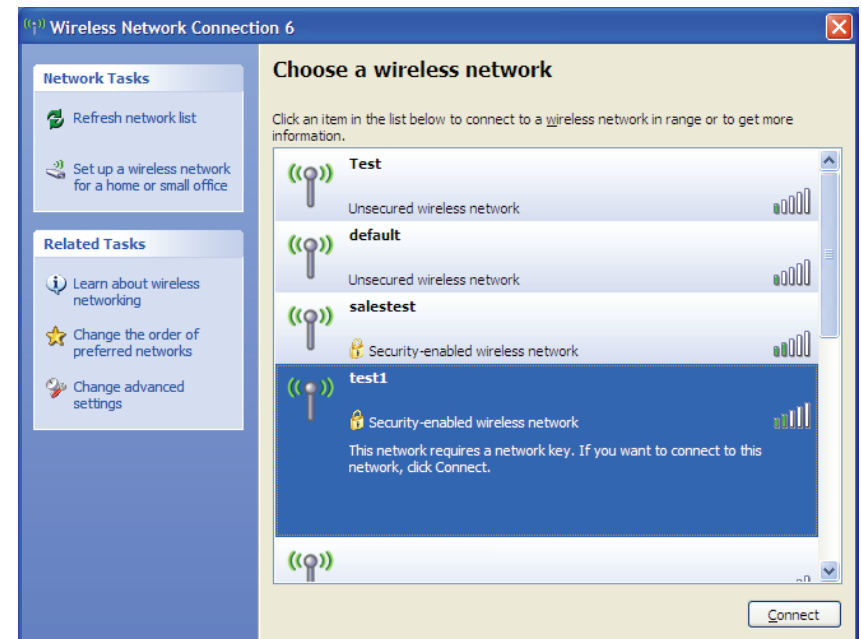 Wireless Network Connection 6
Network Tasks
Refresh network list
Set up a wireless network
for a home or small office
Related Tasks
Learn about wireless
networking
Change the order of
preferred networks
Change advanced
settings
Choose a wireless network
Click an item in the list below to connect to a wireless network in range or to get more
information.
Test
Unsecured wireless network
default
Unsecured wireless network
salestest
Security-enabled wireless network
test1
Security-enabled wireless network
This network requires a network key. If you want to connect to this
network, click Connect.
Connect